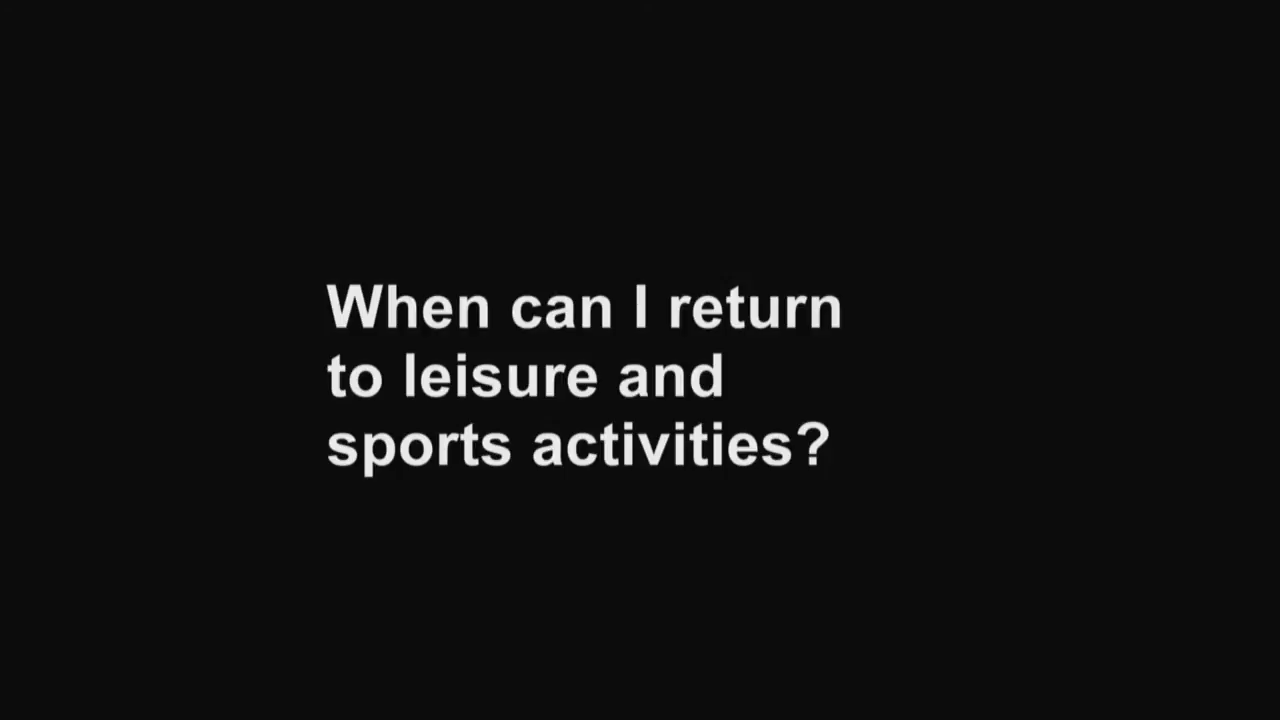 When can I return
to leisure and
sports activities?